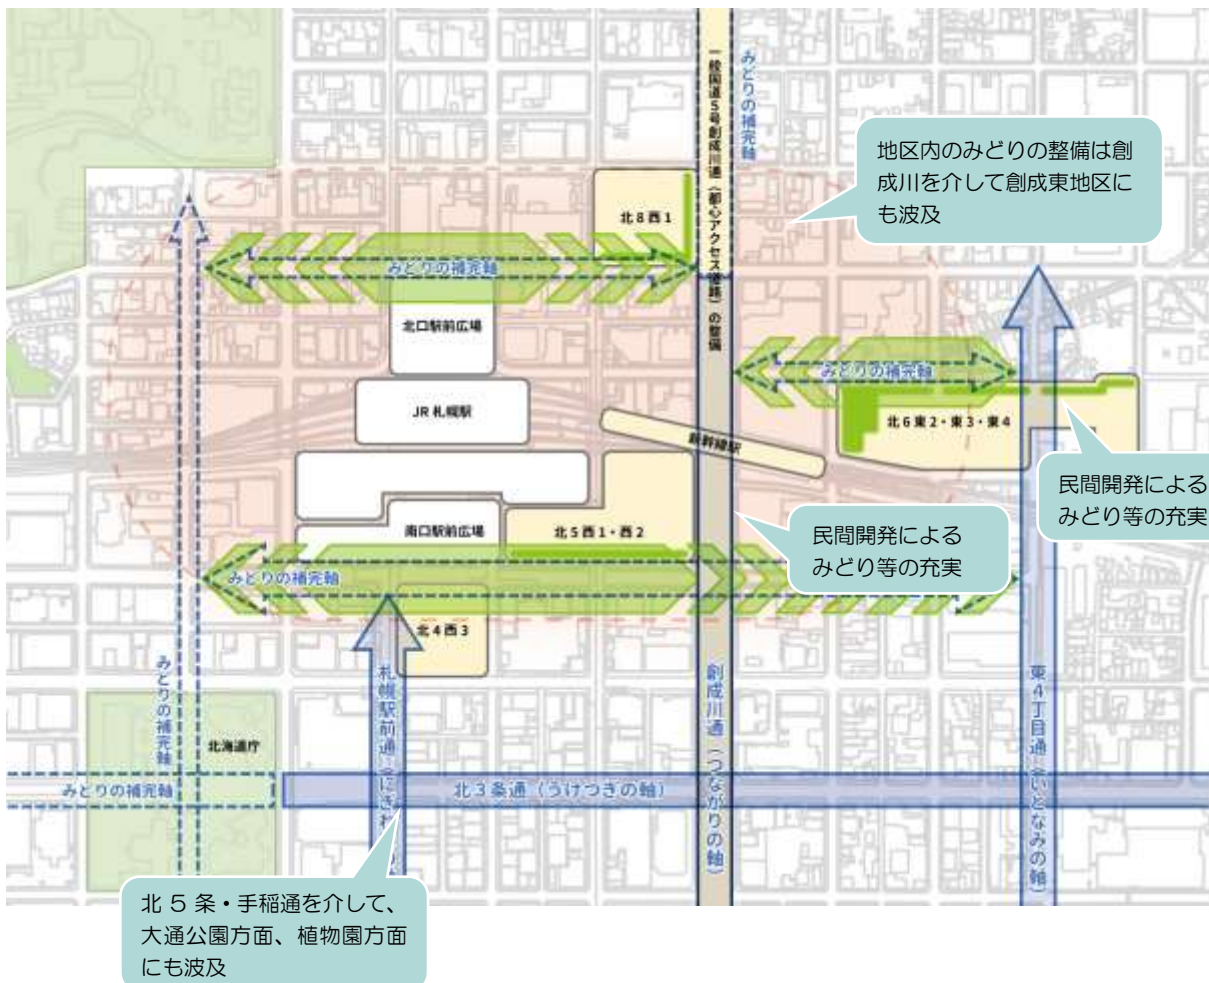 一般国道5号創成川通（都心アクセス道路）の整備
みどりの補完軸
地区内のみどりの整備は創
成川を介して創成東地区に
も波及
北8西1
みどりの補完軸
北口駅前広場
みどりの補完軸
JR札幌駅
北6東2・東3・東4
新幹線駅
民間開発による
みどり等の充実
南口駅前広場
北5西1・西2
民間開発による
みどり等の充実
みどりの補完軸
北4西3
みどりの補完軸
札幌駅前通（にぎわ
創成川通（つながりの軸）
東4丁目通（いとなみの軸）
北海道庁
みどりの補完軸
北3条通（うけつぎの軸）
北５条・手稲通を介して、
大通公園方面、植物園方面
にも波及